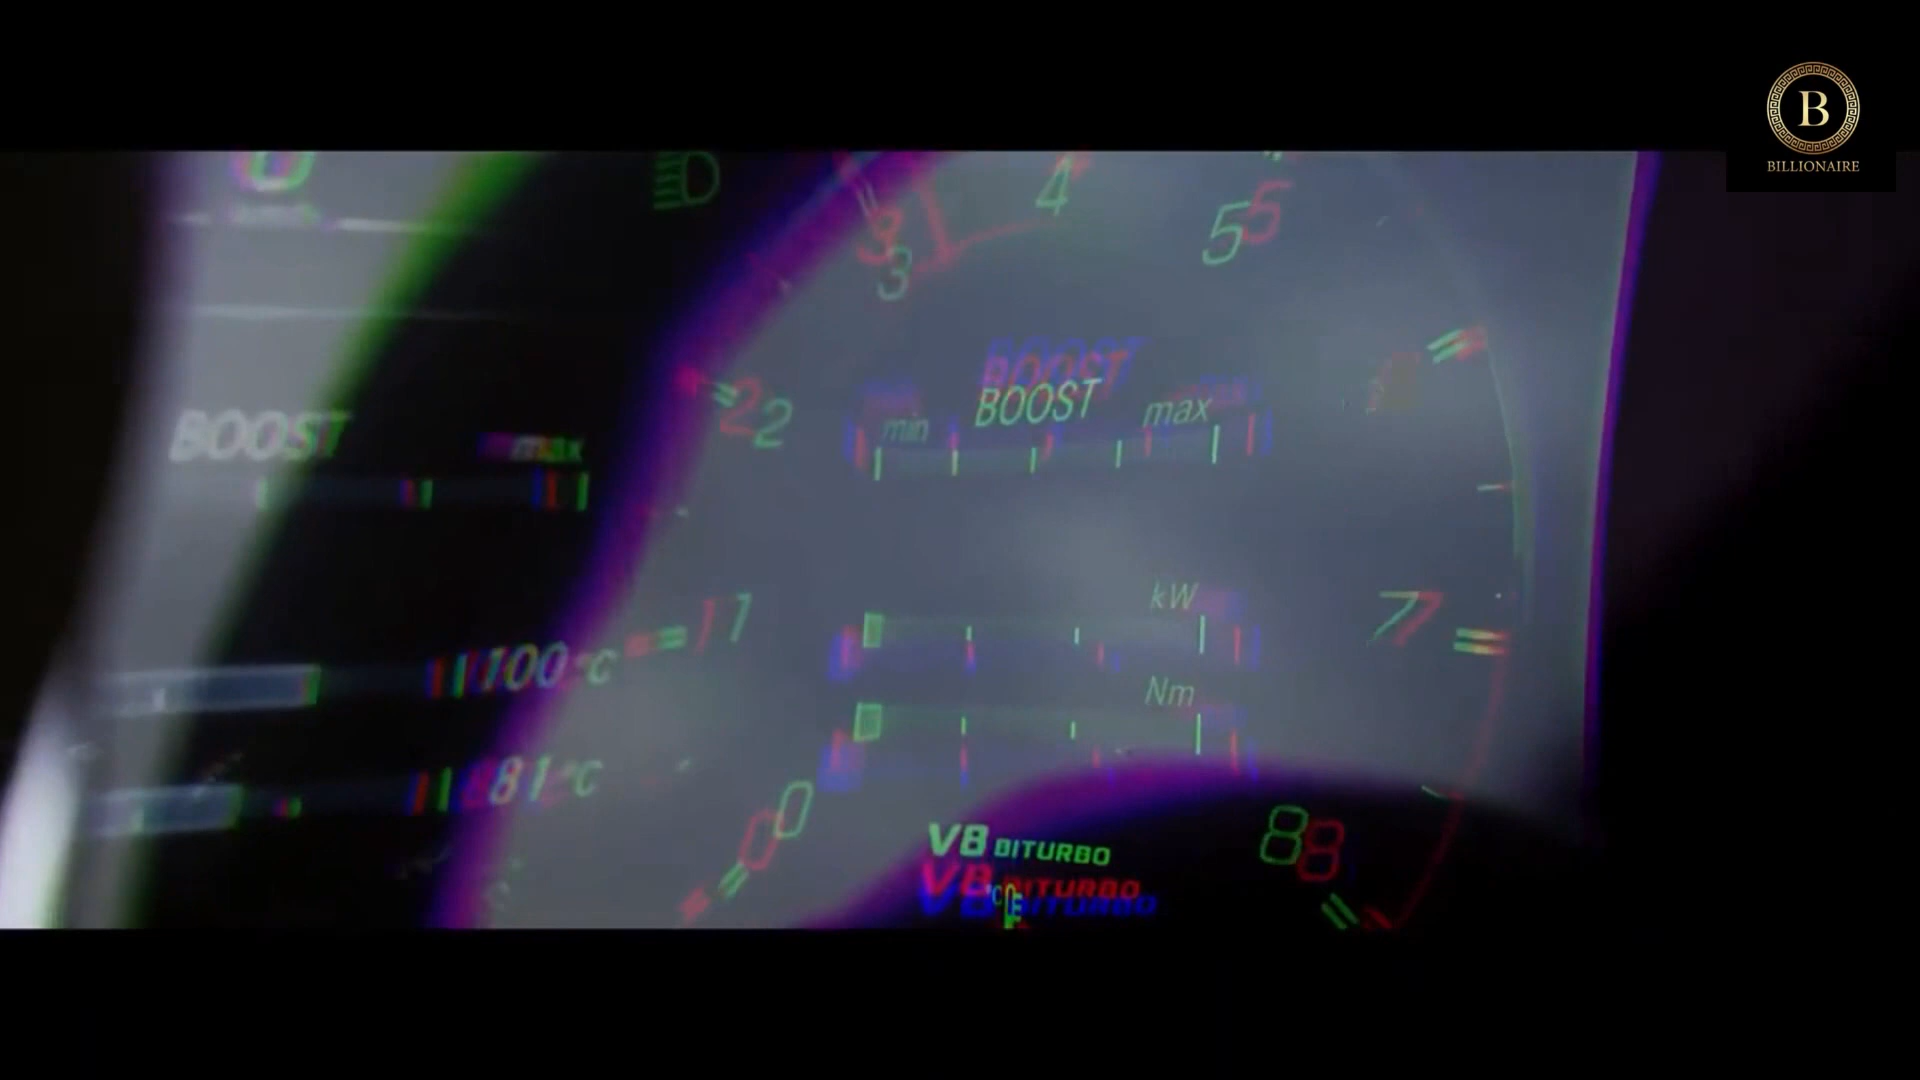 B
BILLIONAIRE
4
3
5
BOOST
BOOST
2
min
max
max
1
kW
7
100 °C
Nm
81 °C
0
V8 BITURBO
8
°C